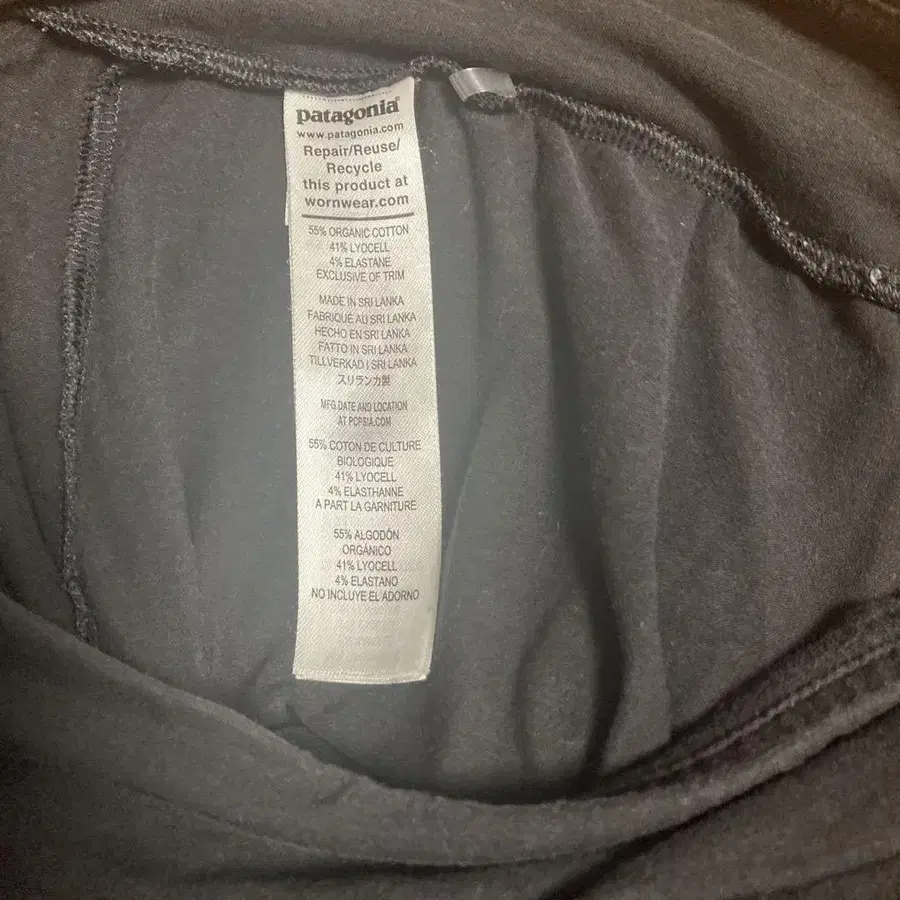 patagonia®
www.patagonia.com
Repair/Reuse/
Recycle
this product at
wornwear.com
55% ORGANIC COTTON
41% LYOCELL
4% ELASTANE
EXCLUSIVE OF TRIM
MADE IN SRI LANKA
FABRIQUÉ AU SRI LANKA
HECHO EN SRI LANKA
FATTO IN SRI LANKA
TILLVERKAD I SRI LANKA
スリランカ製
MFG.DATE AND LOCATION
AT PCPSIA.COM
55% COTON DE CULTURE
BIOLOGIQUE
41% LYOCELL
4% ELASTHANNE
A PART LA GARNITURE
55% ALGODÓN
ORGÁNICO
41% LYOCELL
4% ELASTANO
NO INCLUYE EL ADORNO